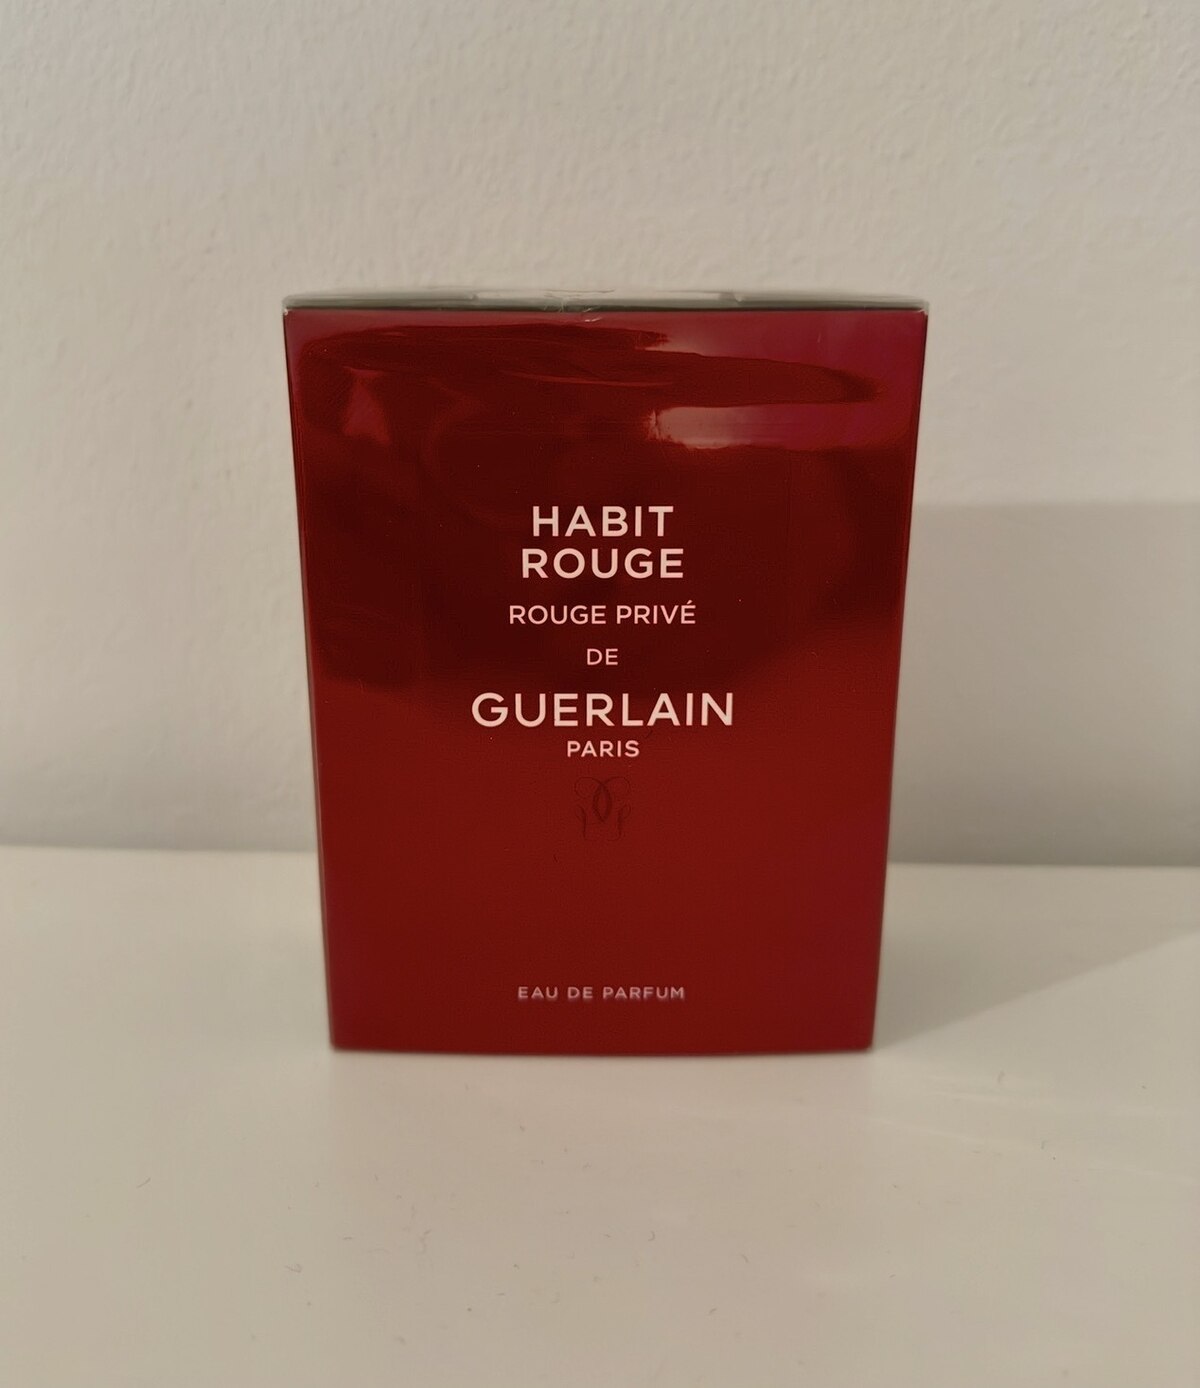 HABIT
ROUGE
ROUGE PRIVÉ
DE
GUERLAIN
PARIS
EAU DE PARFUM